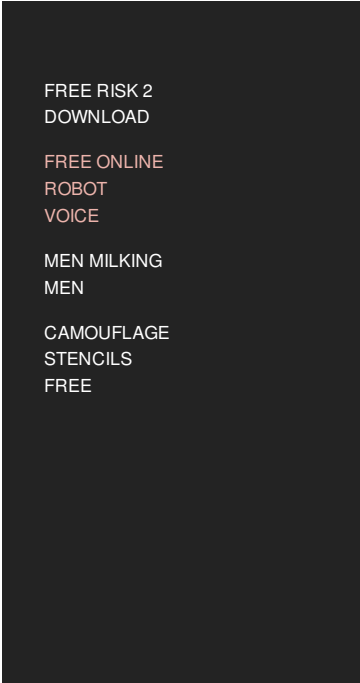 FREE RISK 2
DOWNLOAD
FREE ONLINE
ROBOT
VOICE
MEN MILKING
MEN
CAMOUFLAGE
STENCILS
FREE